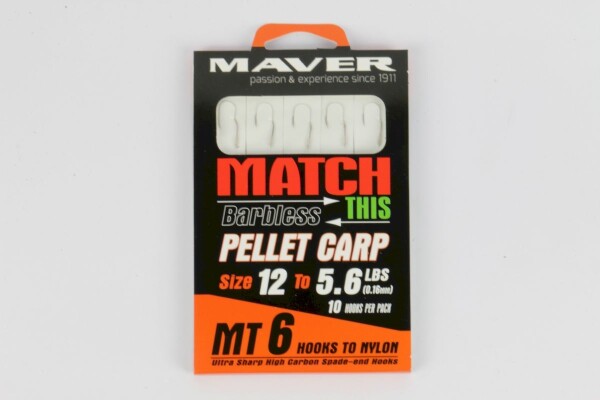 MAVER
passion & experience since 1911
MATCH
Barbless THIS
PELLET CARP
Size 12 To 5.6 LBS (0.16mm)
10 HOOKS PER PACK
MT 6 HOOKS TO NYLON
Ultra Sharp High Carbon Spade-end Hooks